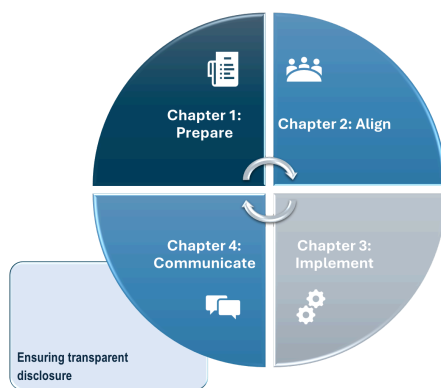 Chapter 1:
Prepare
Chapter 2: Align
Chapter 4:
Communicate
Chapter 3:
Implement
Ensuring transparent
disclosure